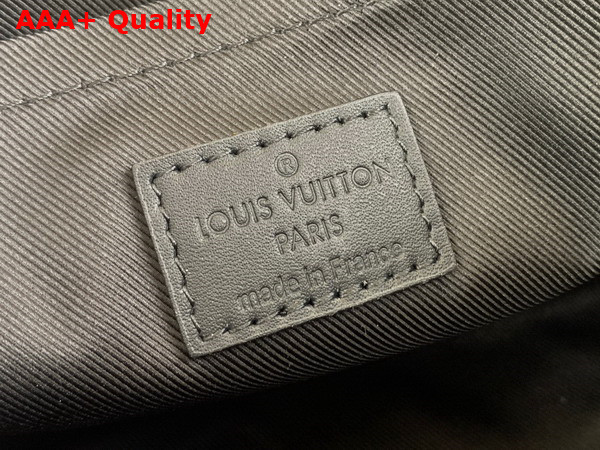 AAA+ Quality
®
LOUIS VUITTON
PARIS
made in France